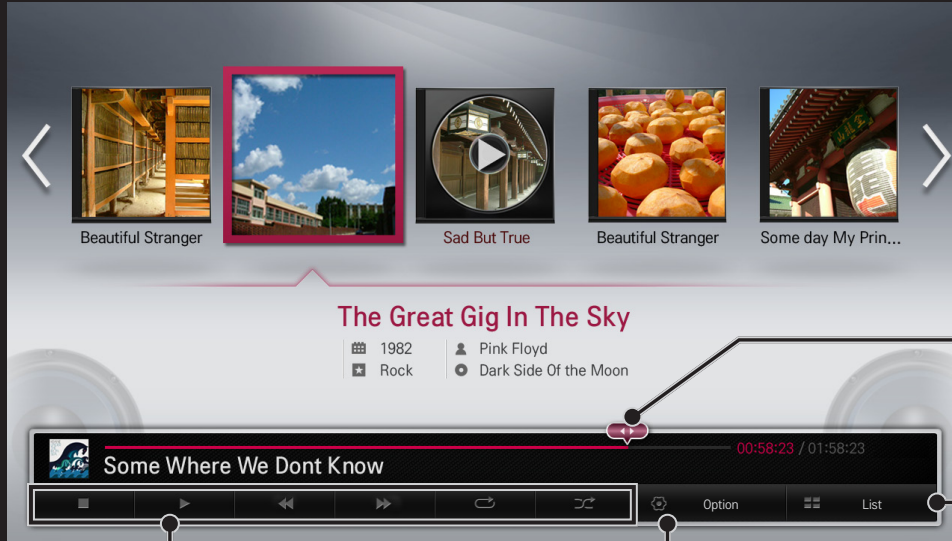 Beautiful Stranger
Sad But True
Beautiful Stranger
Some day My Prin...
The Great Gig In The Sky
1982
Pink Floyd
Rock
Dark Side Of the Moon
00:58:23 / 01:58:23
Some Where We Dont Know
Option
List